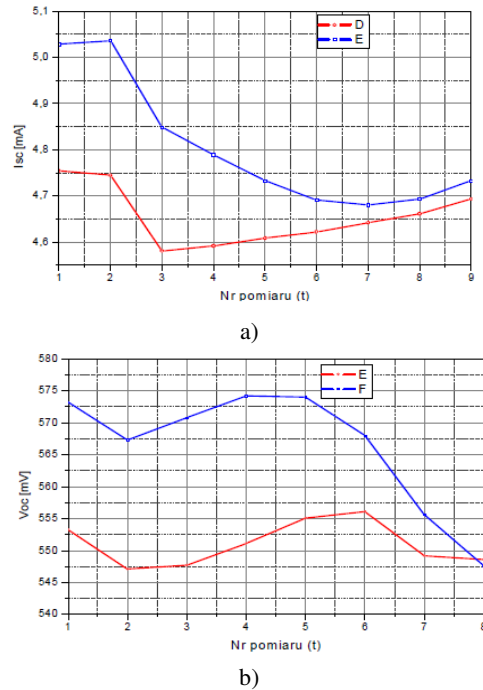 5,1
5,0
4,9
4,8
4,7
4,6
Isc [mA]
D
E
1 2 3 4 5 6 7 8 9
Nr pomiaru (t)
a)
580
575
570
565
560
555
550
545
540
Voc [mV]
E
F
1 2 3 4 5 6 7 8
Nr pomiaru (t)
b)